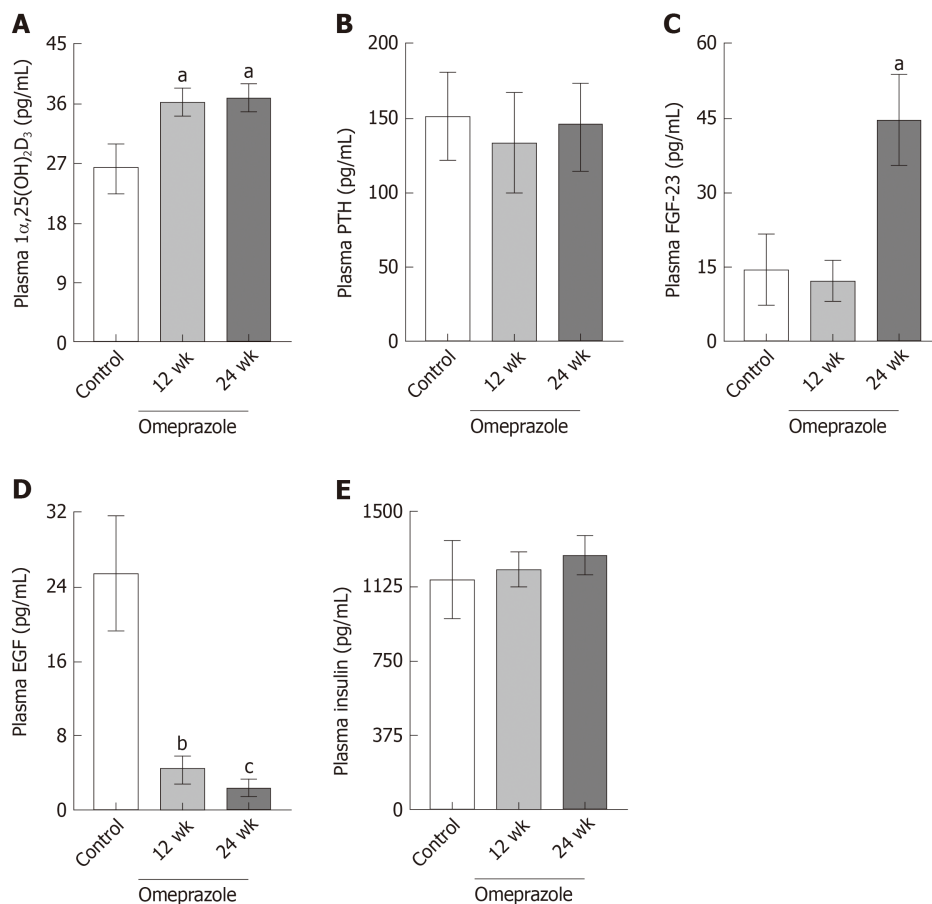 A
Plasma 1α,25(OH)₂D₃ (pg/mL)
45
36
27
18
9
0
a
a
Control
12 wk
24 wk
Omeprazole
B
Plasma PTH (pg/mL)
200
150
100
50
0
Control
12 wk
24 wk
Omeprazole
C
Plasma FGF-23 (pg/mL)
60
45
30
15
0
a
Control
12 wk
24 wk
Omeprazole
D
Plasma EGF (pg/mL)
32
24
16
8
0
b
c
Control
12 wk
24 wk
Omeprazole
E
Plasma insulin (pg/mL)
1500
1125
750
375
0
Control
12 wk
24 wk
Omeprazole